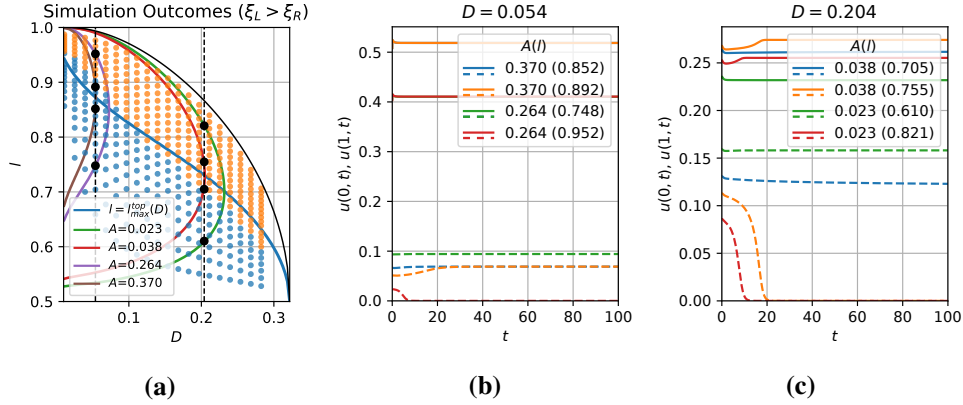 Simulation Outcomes (ξ_L > ξ_R)
1.0
0.9
0.8
0.7
0.6
0.5
l
l = l^{top}_{max}(D)
A=0.023
A=0.038
A=0.264
A=0.370
0.1
0.2
0.3
D
(a)
D = 0.054
0.5
0.4
0.3
0.2
0.1
0.0
u(0, t), u(1, t)
A(l)
0.370 (0.852)
0.370 (0.892)
0.264 (0.748)
0.264 (0.952)
0
20
40
60
80
100
t
(b)
D = 0.204
0.25
0.20
0.15
0.10
0.05
0.00
u(0, t), u(1, t)
A(l)
0.038 (0.705)
0.038 (0.755)
0.023 (0.610)
0.023 (0.821)
0
20
40
60
80
100
t
(c)